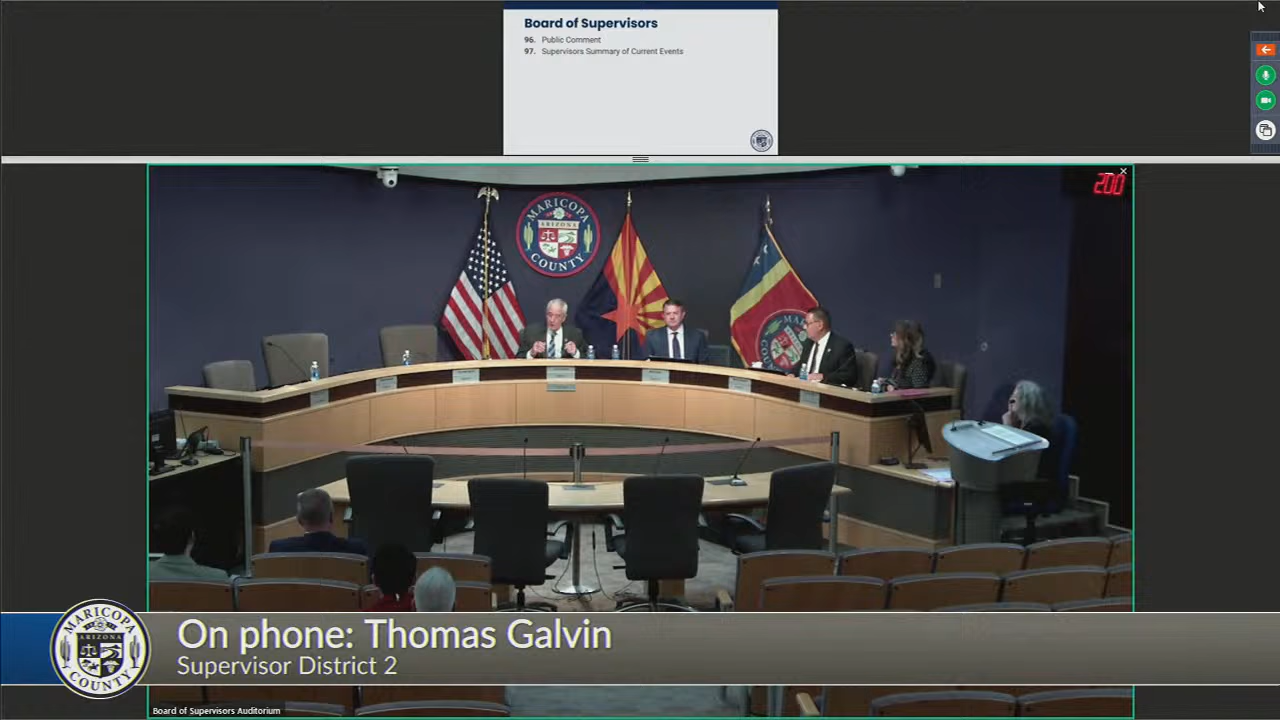 Board of Supervisors
96. Public Comment
97. Supervisors Summary of Current Events
200
MARICOPA
ARIZONA
COUNTY
MARICOPA
On phone: Thomas Galvin
Supervisor District 2
MARICOPA
ARIZONA
COUNTY
Board of Supervisors Auditorium